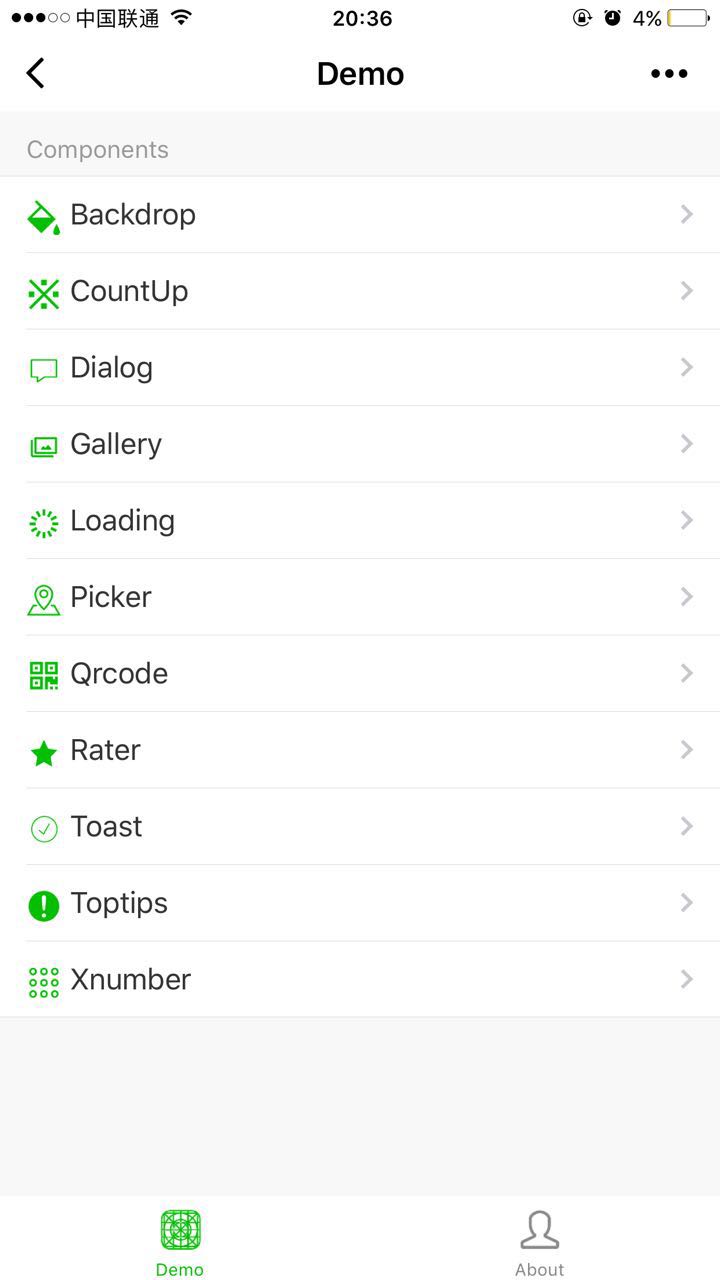 中国联通 20:36 4%
Demo
Components
Backdrop
CountUp
Dialog
Gallery
Loading
Picker
Qrcode
Rater
Toast
Toptips
Xnumber
Demo About